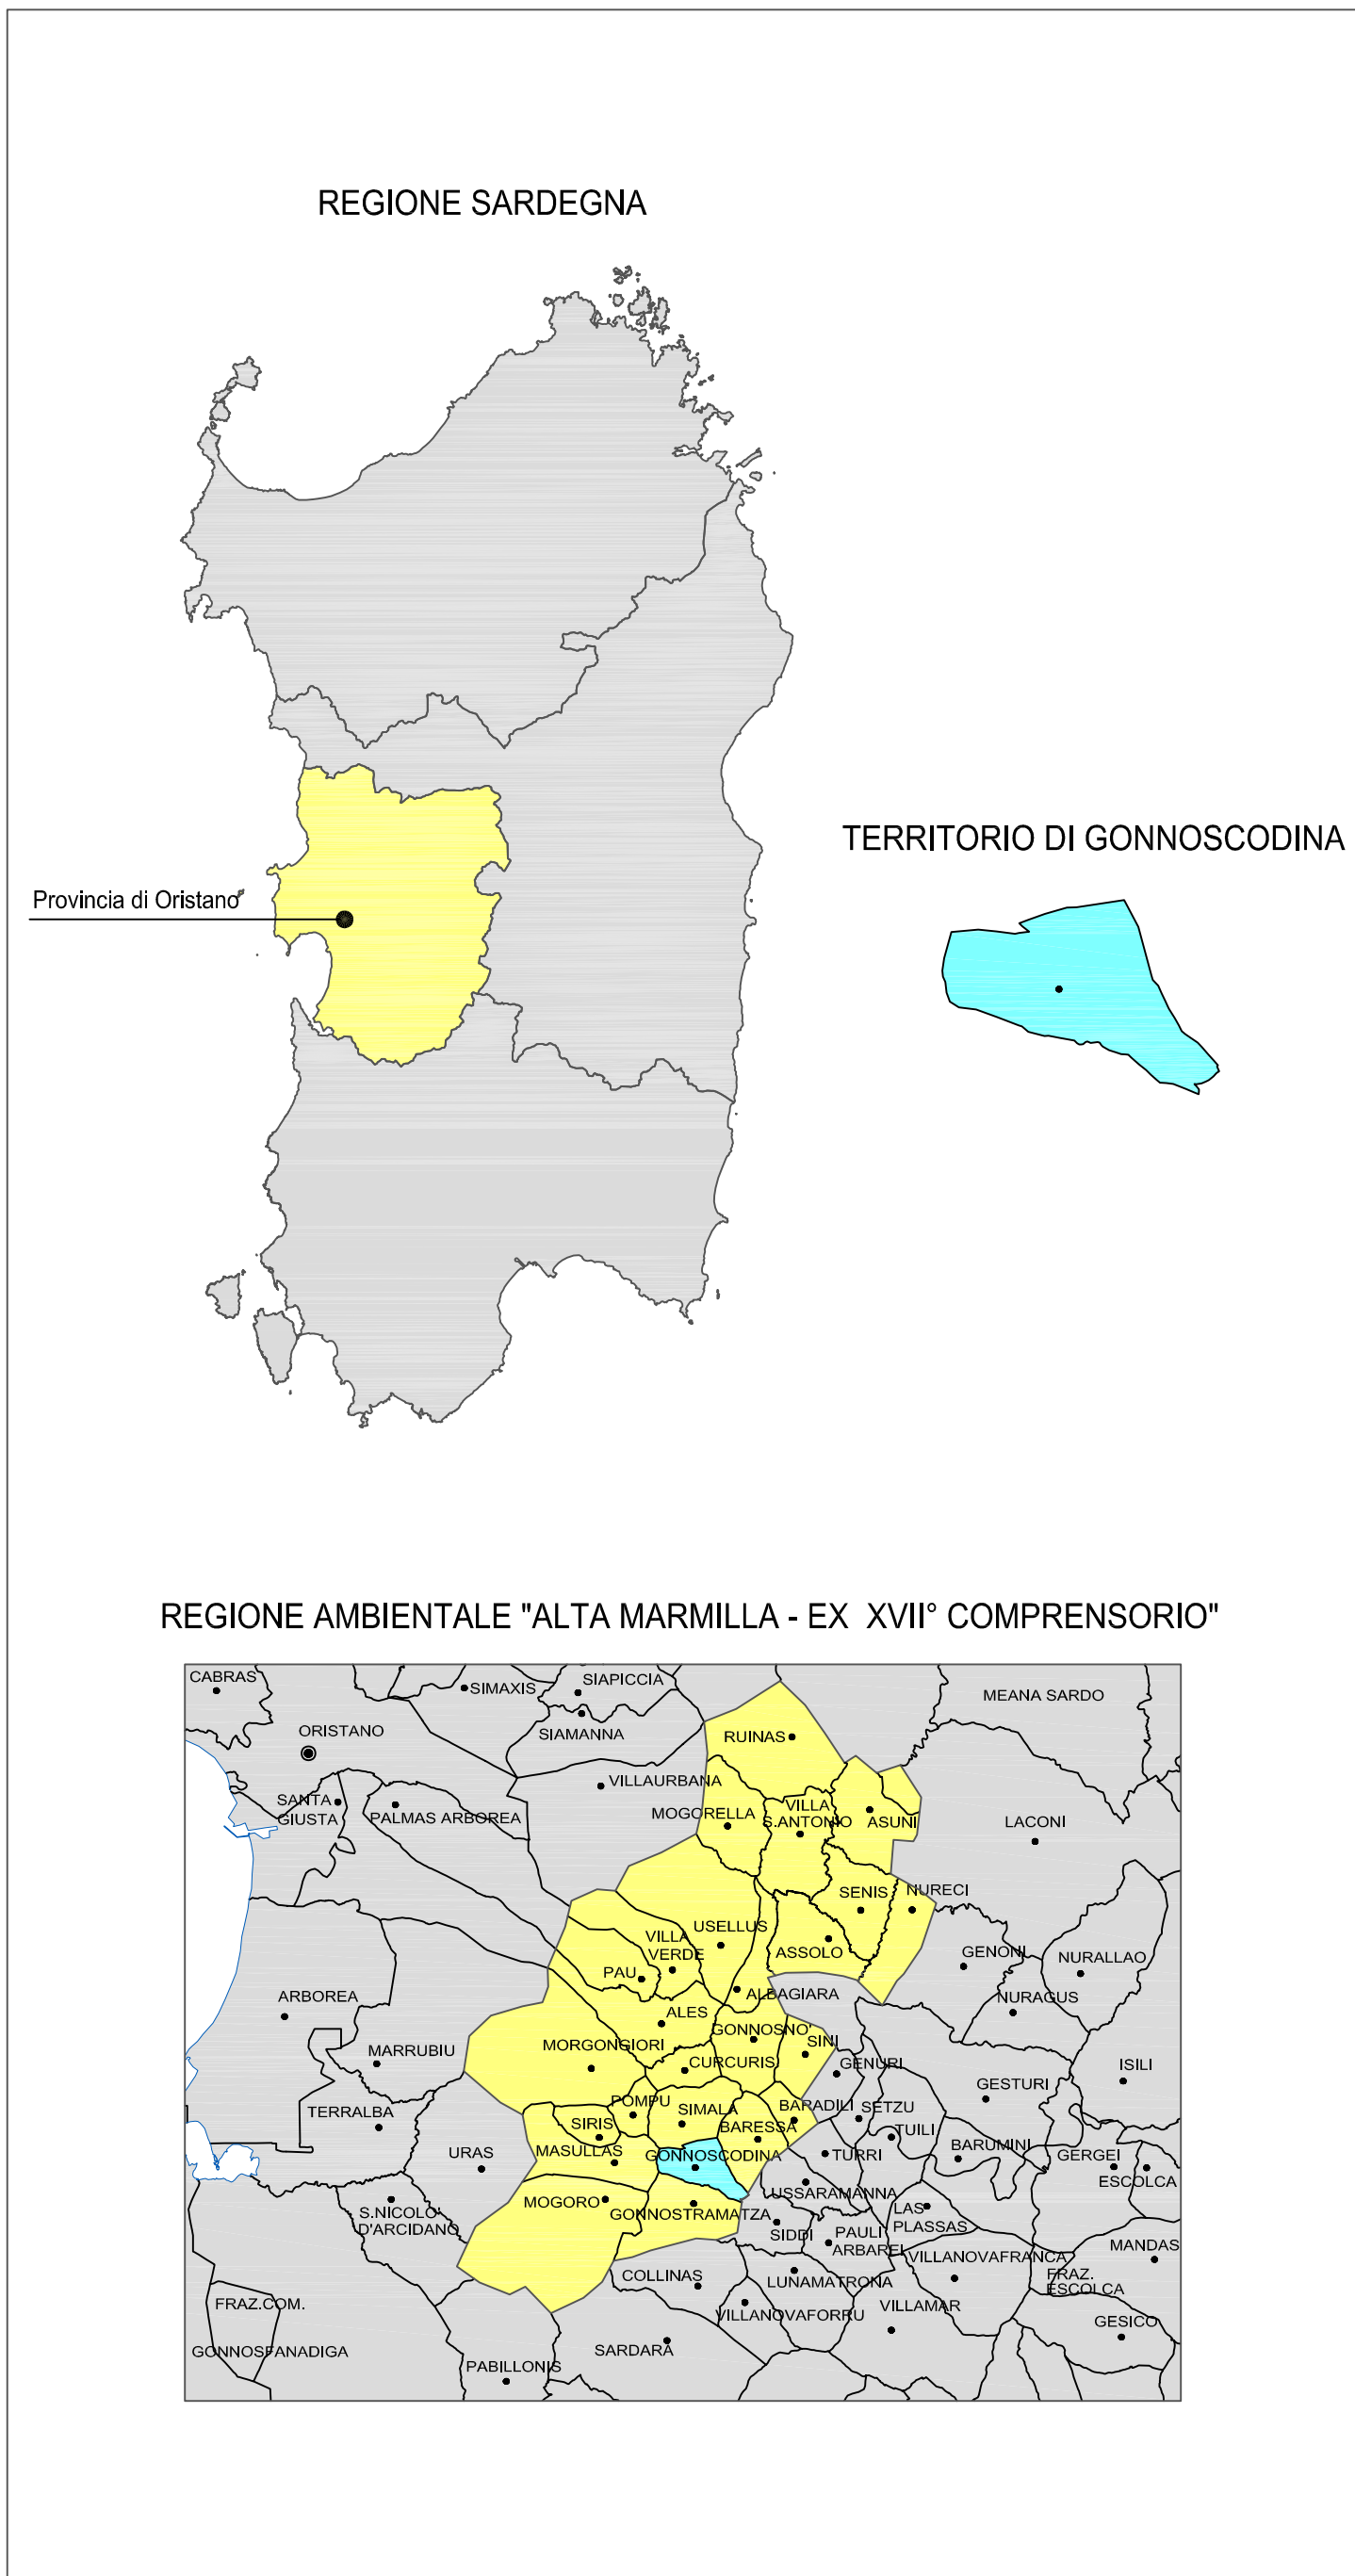 REGIONE SARDEGNA
TERRITORIO DI GONNOSCODINA
Provincia di Oristano
REGIONE AMBIENTALE "ALTA MARMILLA - EX XVII° COMPRENSORIO"
CABRAS
SIMAXIS
SIAPICCIA
MEANA SARDO
ORISTANO
SIAMANNA
RUINAS
VILLAURBANA
SANTA
GIUSTA
PALMAS ARBOREA
MOGORELLA
VILLA
S.ANTONIO
ASUNI
LACONI
SENIS
NURECI
USELLUS
VILLA
VERDE
ASSOLO
GENONI
NURALLAO
PAU
ALBAGIARA
NURAGUS
ARBOREA
ALES
GONNOSNO'
SINI
MARRUBIU
MORGONGIORI
CURCURIS
GENURI
ISILI
GESTURI
TERRALBA
POMPU
SIRIS
SIMALA
BARADILI
SETZU
BARESSA
TUILI
URAS
MASULLAS
GONNOSCODINA
TURRI
BARUMINI
GERGEI
ESCOLCA
USSARAMANNA
S.NICOLO'
D'ARCIDANO
MOGORO
GONNOSTRAMATZA
SIDDI
LAS
PLASSAS
PAULI
ARBAREI
MANDAS
VILLANOVAFRANCA
COLLINAS
LUNAMATRONA
FRAZ.
ESCOLCA
FRAZ.COM.
VILLANOVAFORRU
VILLAMAR
GESICO
GONNOSFANADIGA
SARDARA
PABILLONIS